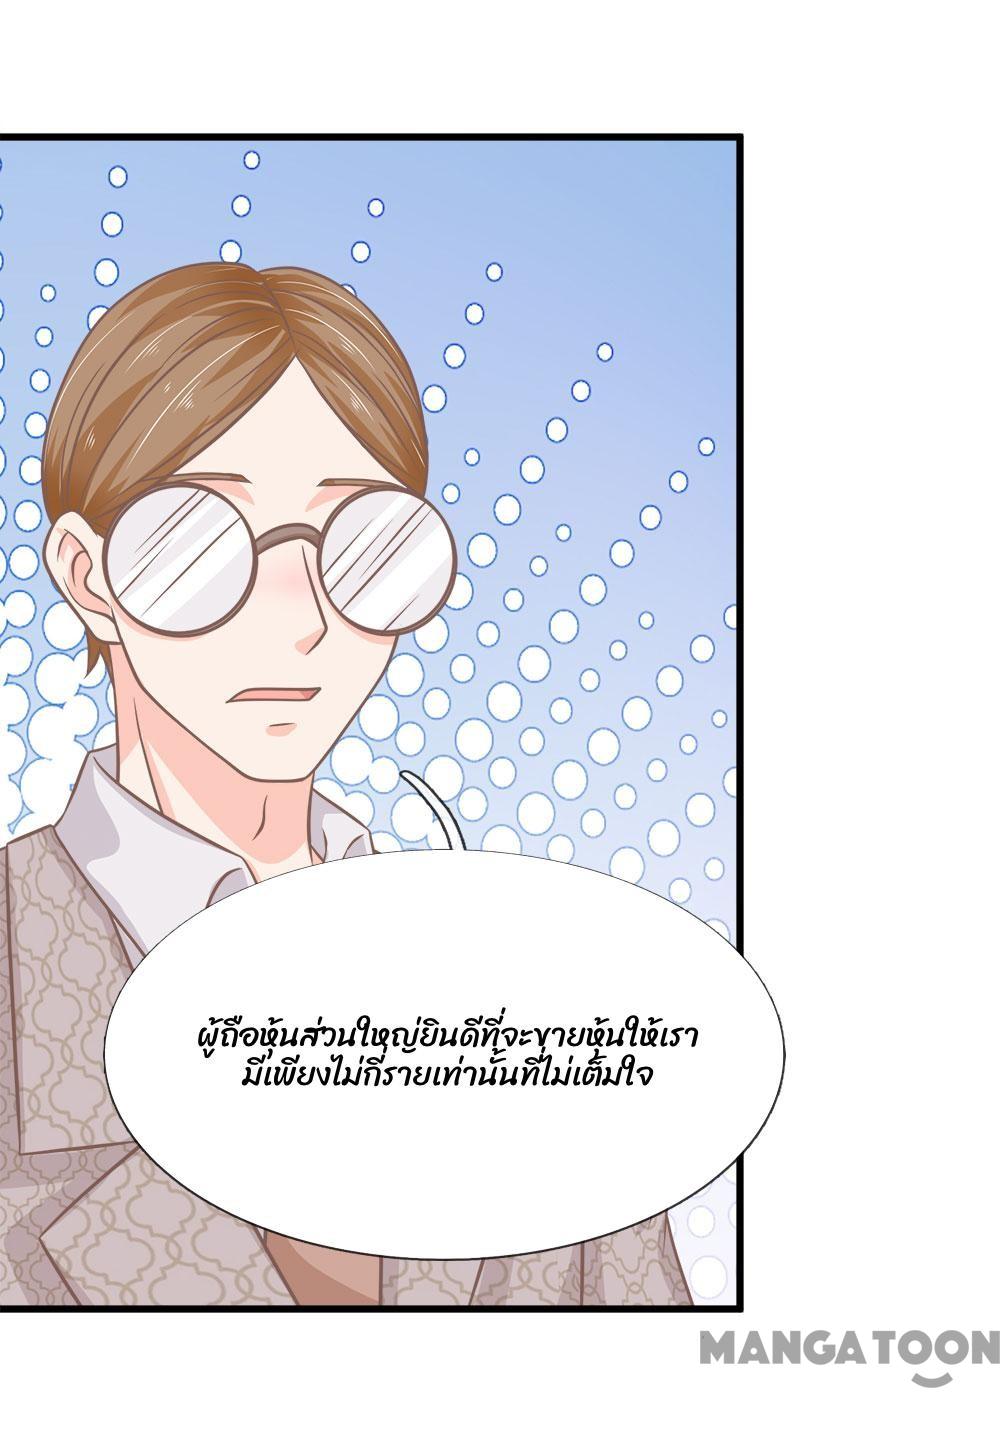 ผู้ถือหุ้นส่วนใหญ่ยินดีที่จะขายหุ้นให้เรา
มีเพียงไม่กี่รายเท่านั้นที่ไม่เต็มใจ
MANGATOON